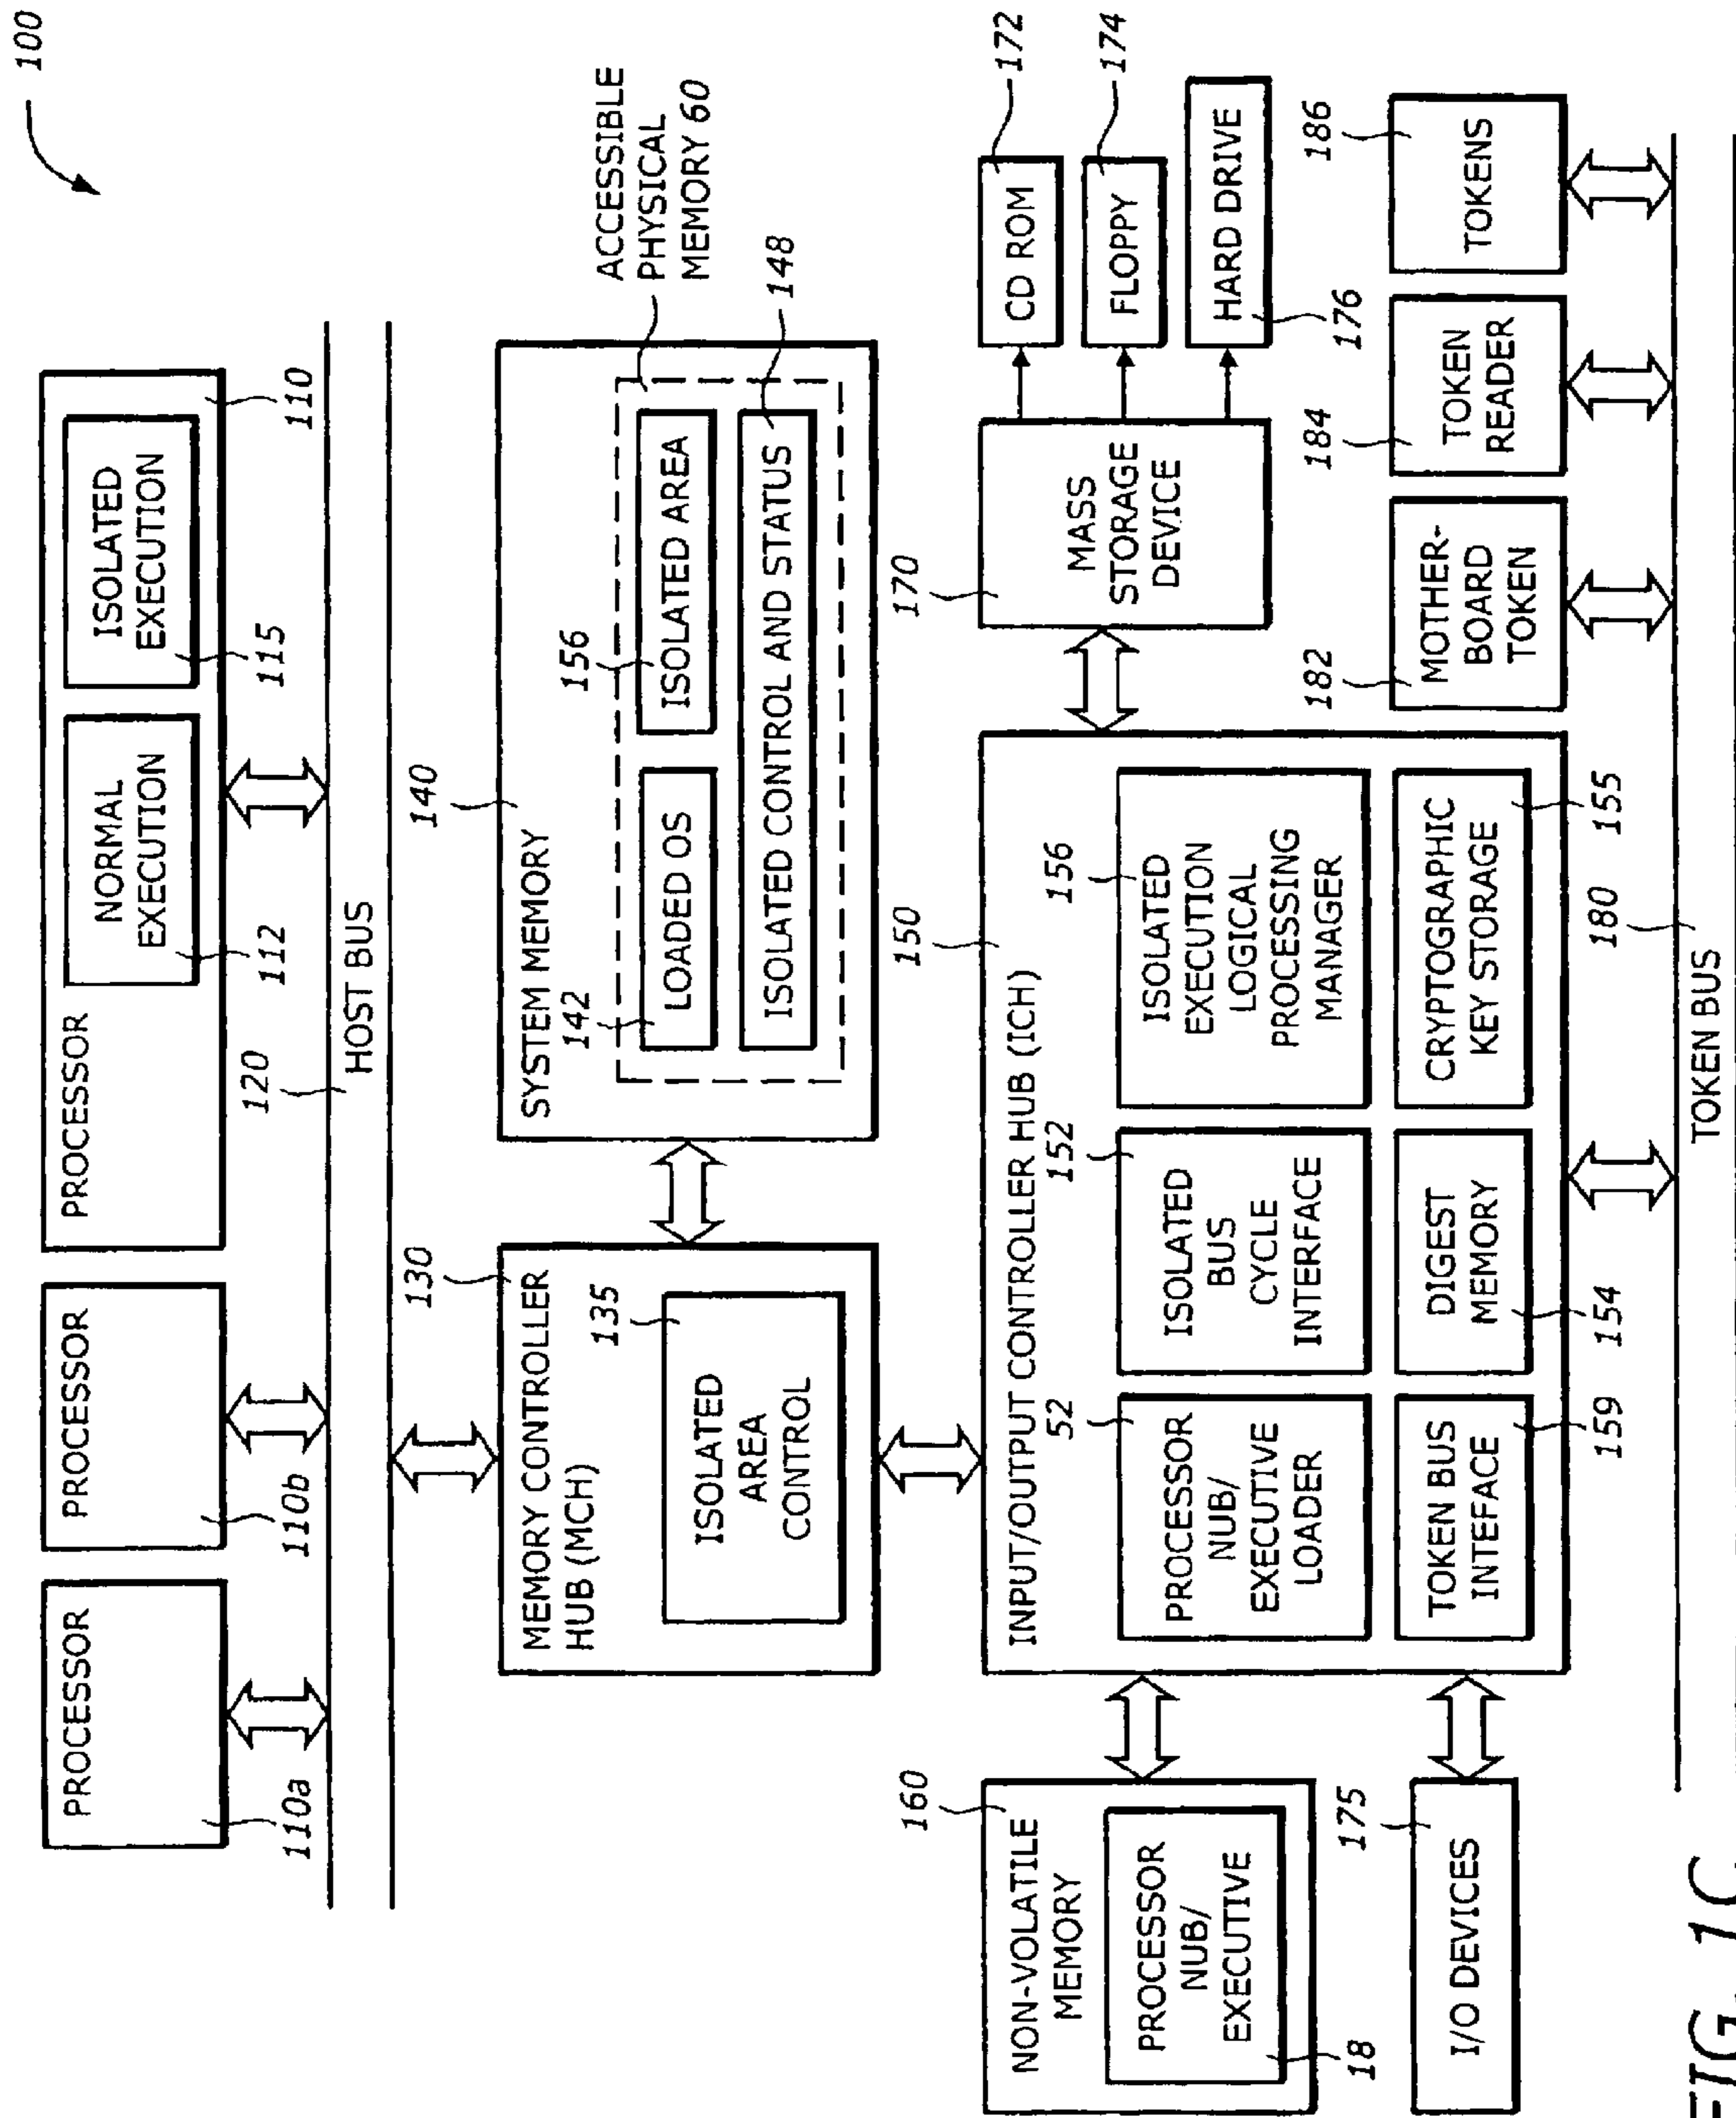 100
PROCESSOR
110a
PROCESSOR
110b
PROCESSOR
NORMAL
EXECUTION
112
ISOLATED
EXECUTION
115
110
120
HOST BUS
130
MEMORY CONTROLLER
HUB (MCH)
135
ISOLATED
AREA
CONTROL
140
SYSTEM MEMORY
142
LOADED OS
156
ISOLATED AREA
ISOLATED CONTROL AND STATUS
148
ACCESSIBLE
PHYSICAL
MEMORY 60
160
NON-VOLATILE
MEMORY
PROCESSOR
NUB/
EXECUTIVE
18
175
I/O DEVICES
150
INPUT/OUTPUT CONTROLLER HUB (ICH)
52
PROCESSOR
NUB/
EXECUTIVE
LOADER
152
ISOLATED
BUS
CYCLE
INTERFACE
156
ISOLATED
EXECUTION
LOGICAL
PROCESSING
MANAGER
TOKEN BUS
INTEFACE
159
DIGEST
MEMORY
154
CRYPTOGRAPHIC
KEY STORAGE
155
170
MASS
STORAGE
DEVICE
CD ROM
172
FLOPPY
174
HARD DRIVE
176
182
MOTHER-
BOARD
TOKEN
184
TOKEN
READER
186
TOKENS
180
TOKEN BUS
FIG. 1C